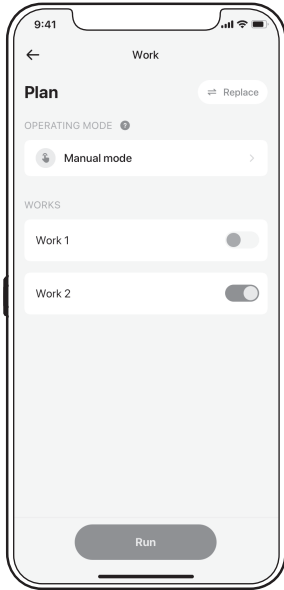 9:41
Work
Plan
Replace
OPERATING MODE ?
Manual mode
WORKS
Work 1
Work 2
Run